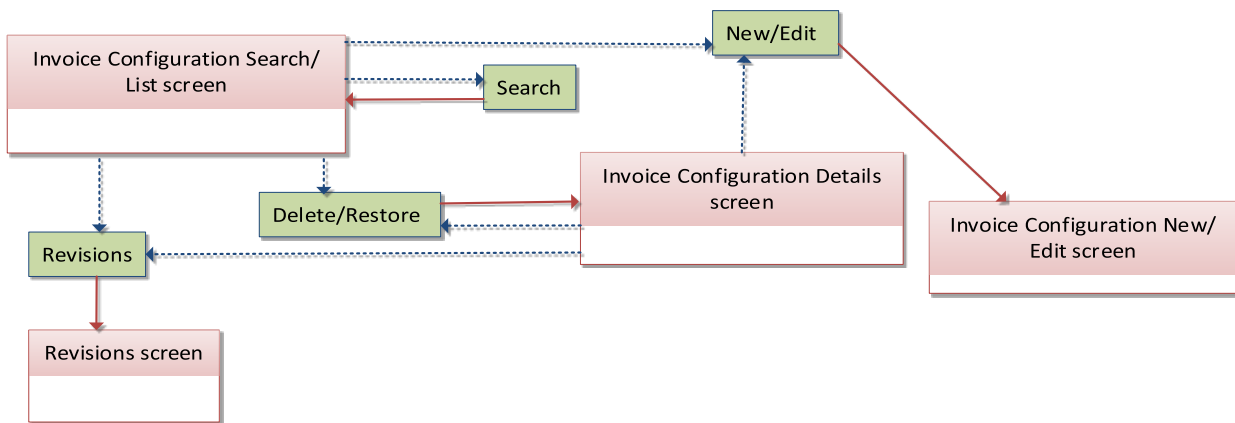 New/Edit
Invoice Configuration Search/
List screen
Search
Invoice Configuration Details
screen
Delete/Restore
Invoice Configuration New/
Edit screen
Revisions
Revisions screen